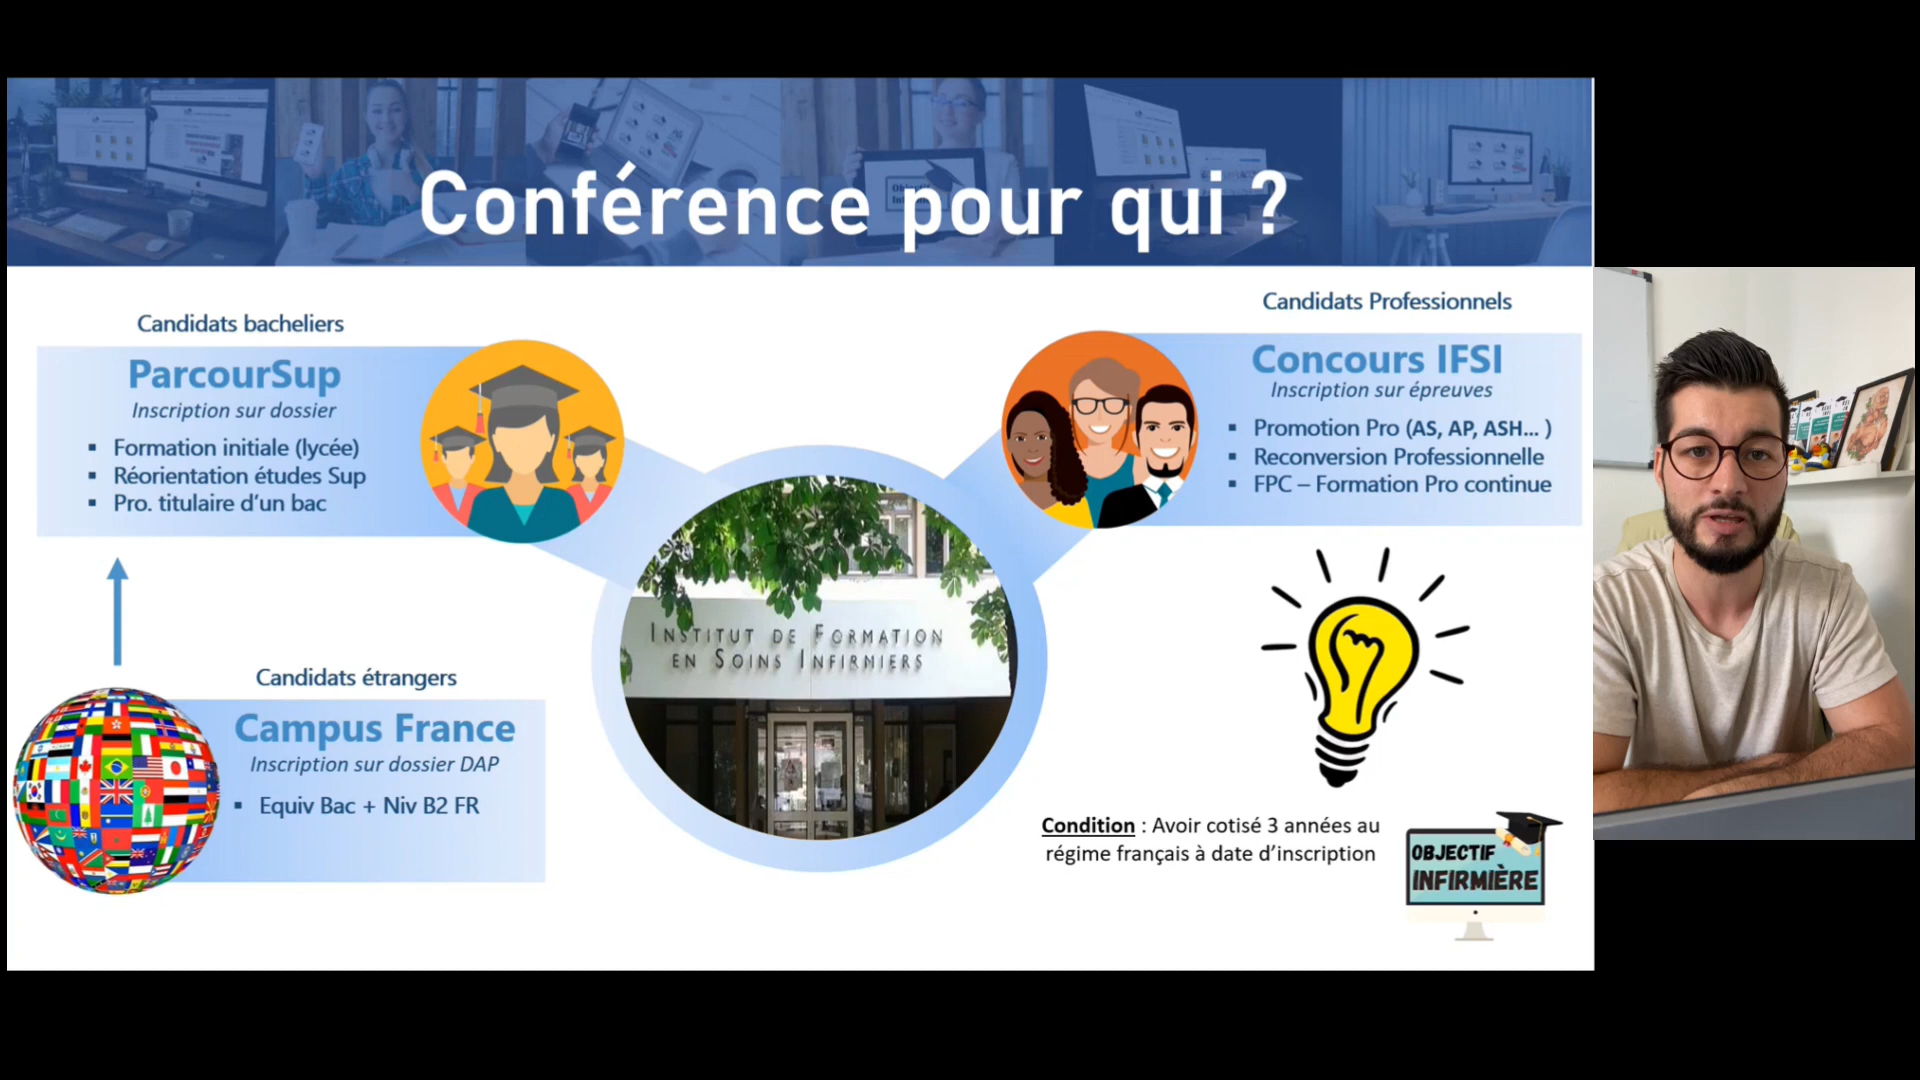 Conférence pour qui ?
Candidats bacheliers
ParcourSup
Inscription sur dossier
▪ Formation initiale (lycée)
▪ Réorientation études Sup
▪ Pro. titulaire d'un bac
Candidats Professionnels
Concours IFSI
Inscription sur épreuves
▪ Promotion Pro (AS, AP, ASH... )
▪ Reconversion Professionnelle
▪ FPC – Formation Pro continue
INSTITUT DE FORMATION
EN SOINS INFIRMIERS
Candidats étrangers
Campus France
Inscription sur dossier DAP
▪ Equiv Bac + Niv B2 FR
Condition : Avoir cotisé 3 années au
régime français à date d'inscription
OBJECTIF
INFIRMIÈRE